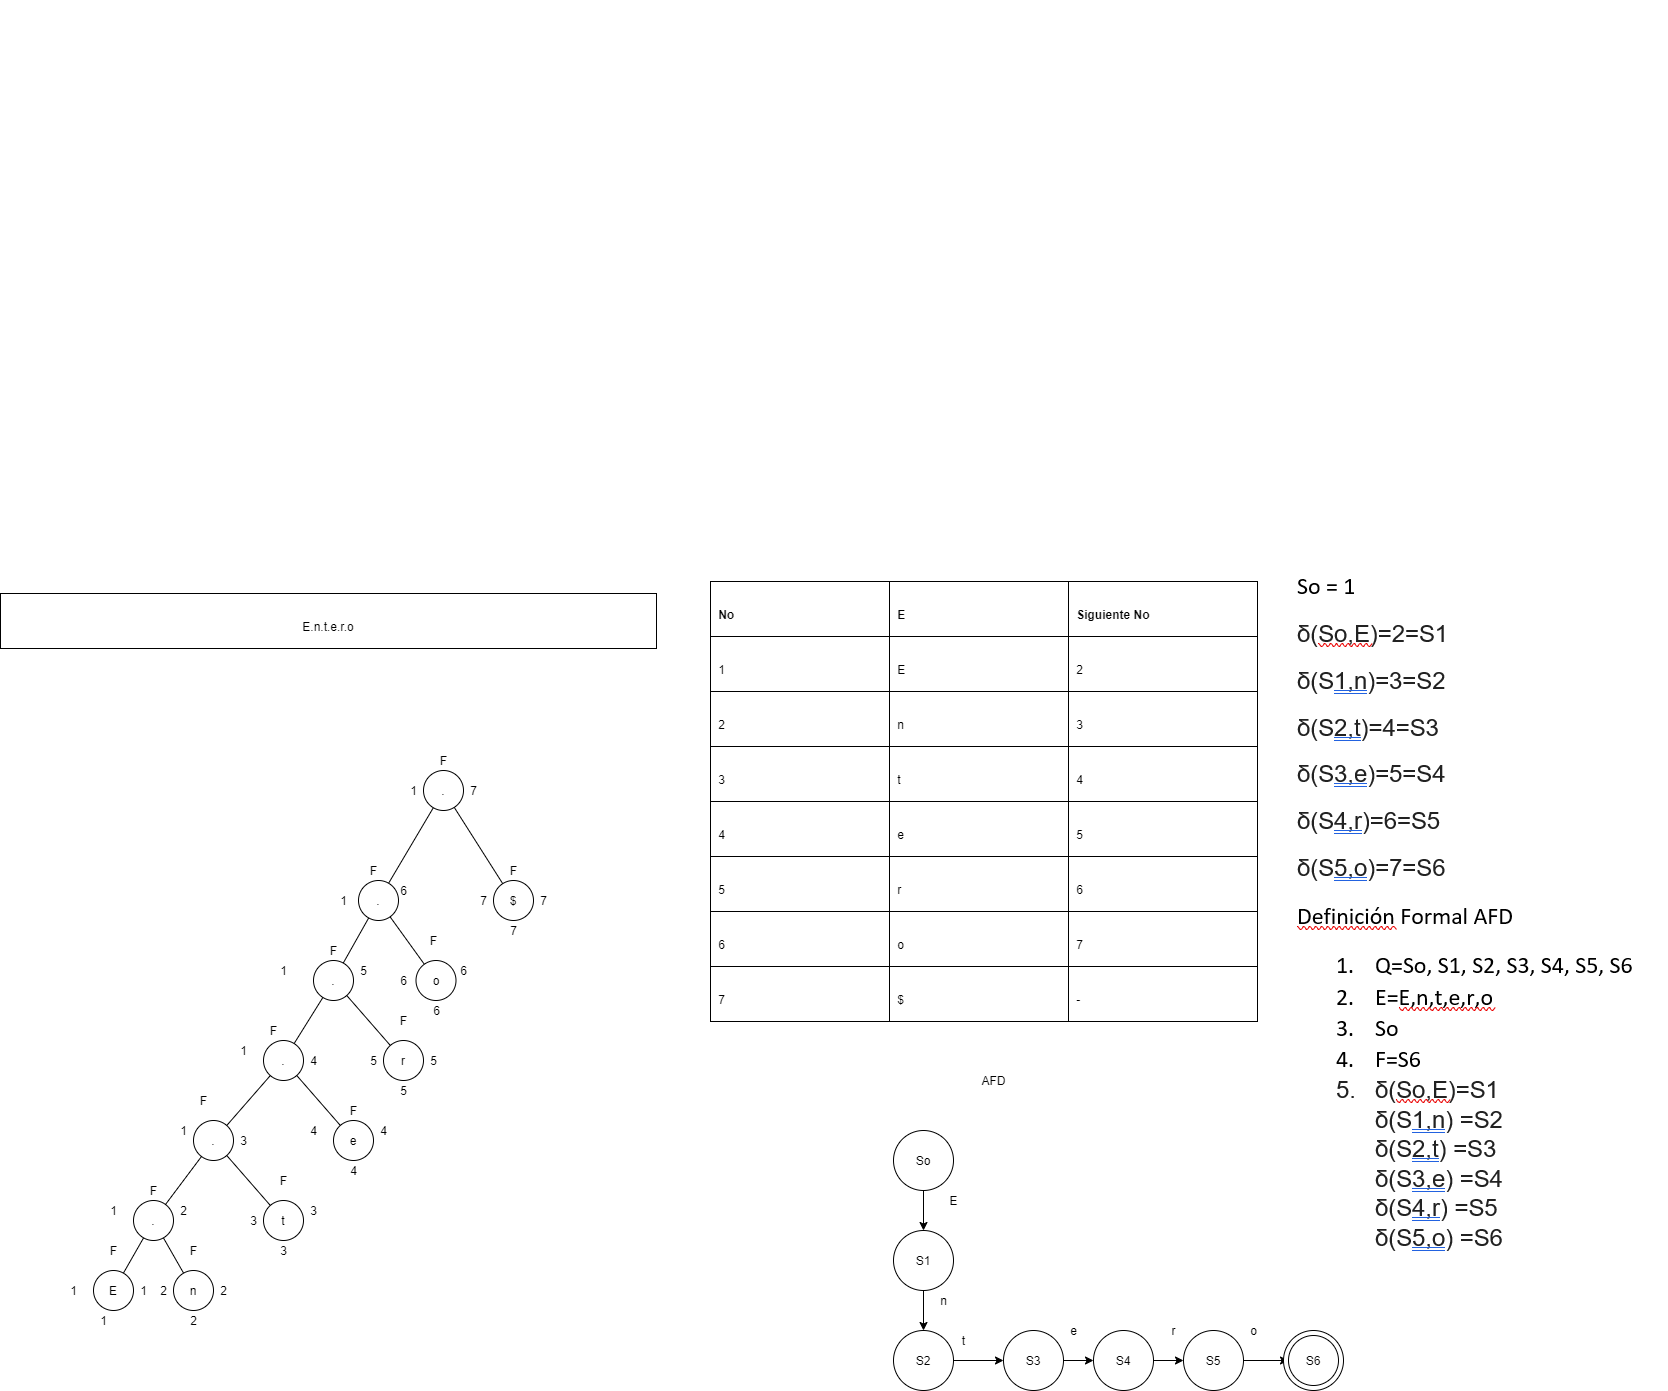 E.n.t.e.r.o
F
1 . 7
F
1 . 6
F
7 $ 7
7
F
1 . 5
F
6 o 6
6
F
1 . 4
F
5 r 5
5
F
1 . 3
F
4 e 4
4
F
1 . 2
F
3 t 3
3
F
1 E 1
1
F
2 n 2
2
No E Siguiente No
1 E 2
2 n 3
3 t 4
4 e 5
5 r 6
6 o 7
7 $ -
AFD
So
E
S1
n
S2 t S3 e S4 r S5 o S6
So = 1
δ(So,E)=2=S1
δ(S1,n)=3=S2
δ(S2,t)=4=S3
δ(S3,e)=5=S4
δ(S4,r)=6=S5
δ(S5,o)=7=S6
Definición Formal AFD
1. Q=So, S1, S2, S3, S4, S5, S6
2. E=E,n,t,e,r,o
3. So
4. F=S6
5. δ(So,E)=S1
δ(S1,n) =S2
δ(S2,t) =S3
δ(S3,e) =S4
δ(S4,r) =S5
δ(S5,o) =S6